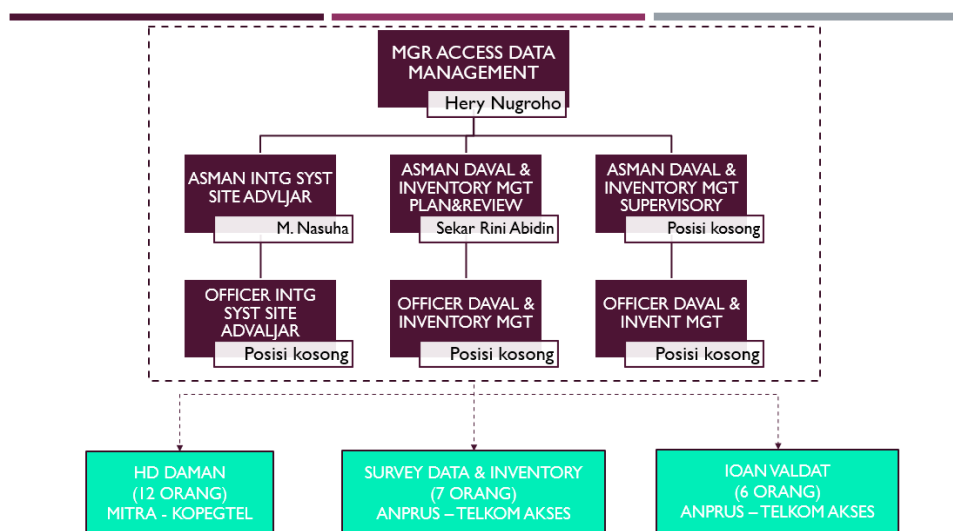 MGR ACCESS DATA
MANAGEMENT
Hery Nugroho
ASMAN INTG SYST
SITE ADVLJAR
M. Nasuha
ASMAN DAVAL &
INVENTORY MGT
PLAN&REVIEW
Sekar Rini Abidin
ASMAN DAVAL &
INVENTORY MGT
SUPERVISORY
Posisi kosong
OFFICER INTG
SYST SITE
ADVALJAR
Posisi kosong
OFFICER DAVAL &
INVENTORY MGT
Posisi kosong
OFFICER DAVAL &
INVENT MGT
Posisi kosong
HD DAMAN
(12 ORANG)
MITRA - KOPEGTEL
SURVEY DATA & INVENTORY
(7 ORANG)
ANPRUS – TELKOM AKSES
IOAN VALDAT
(6 ORANG)
ANPRUS – TELKOM AKSES